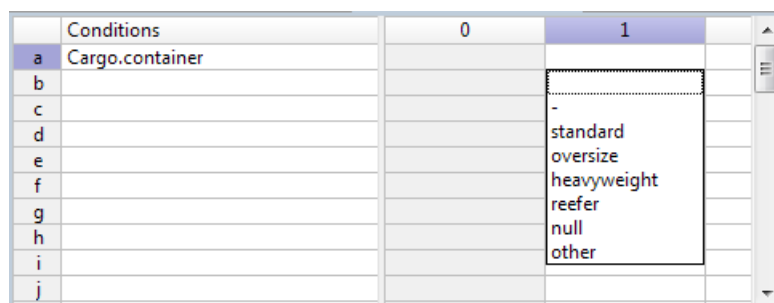 Conditions 0 1
a Cargo.container
b
c -
d standard
e oversize
f heavyweight
g reefer
h null
i other
j